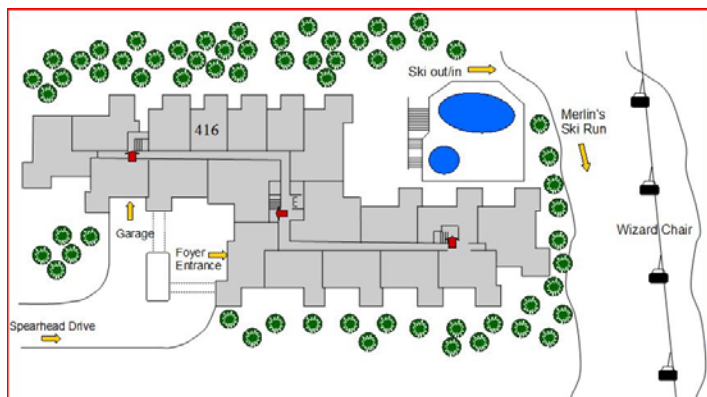 Ski out/in
Merlin's
Ski Run
416
Wizard Chair
Garage
Foyer
Entrance
Spearhead Drive